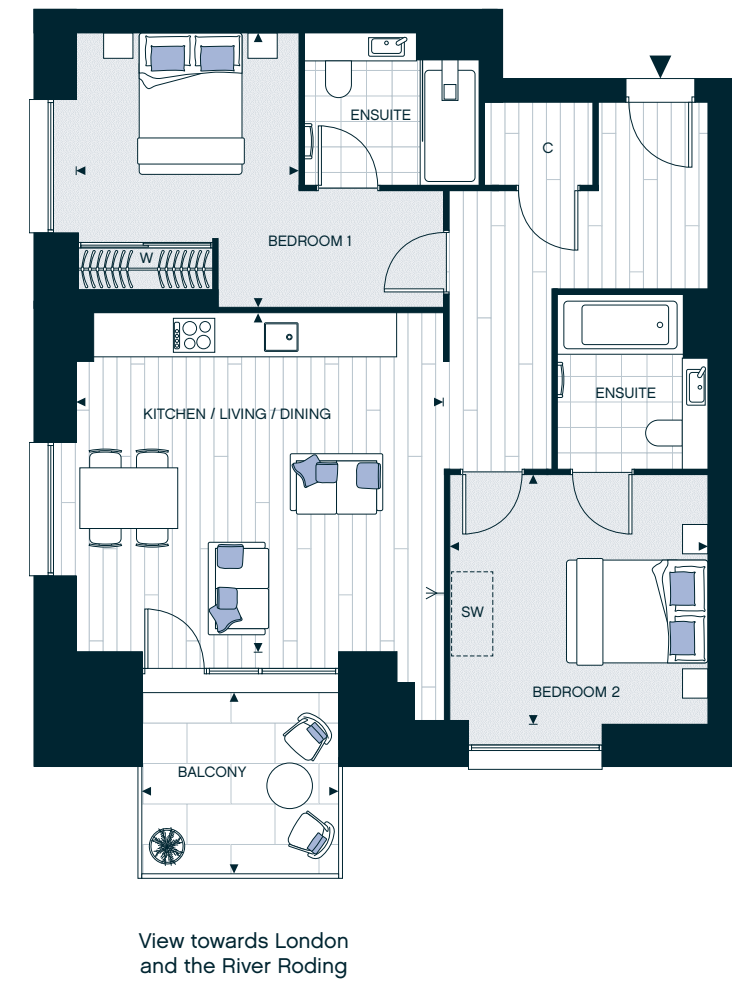 ENSUITE
C
BEDROOM 1
W
ENSUITE
KITCHEN / LIVING / DINING
SW
BEDROOM 2
BALCONY
View towards London
and the River Roding